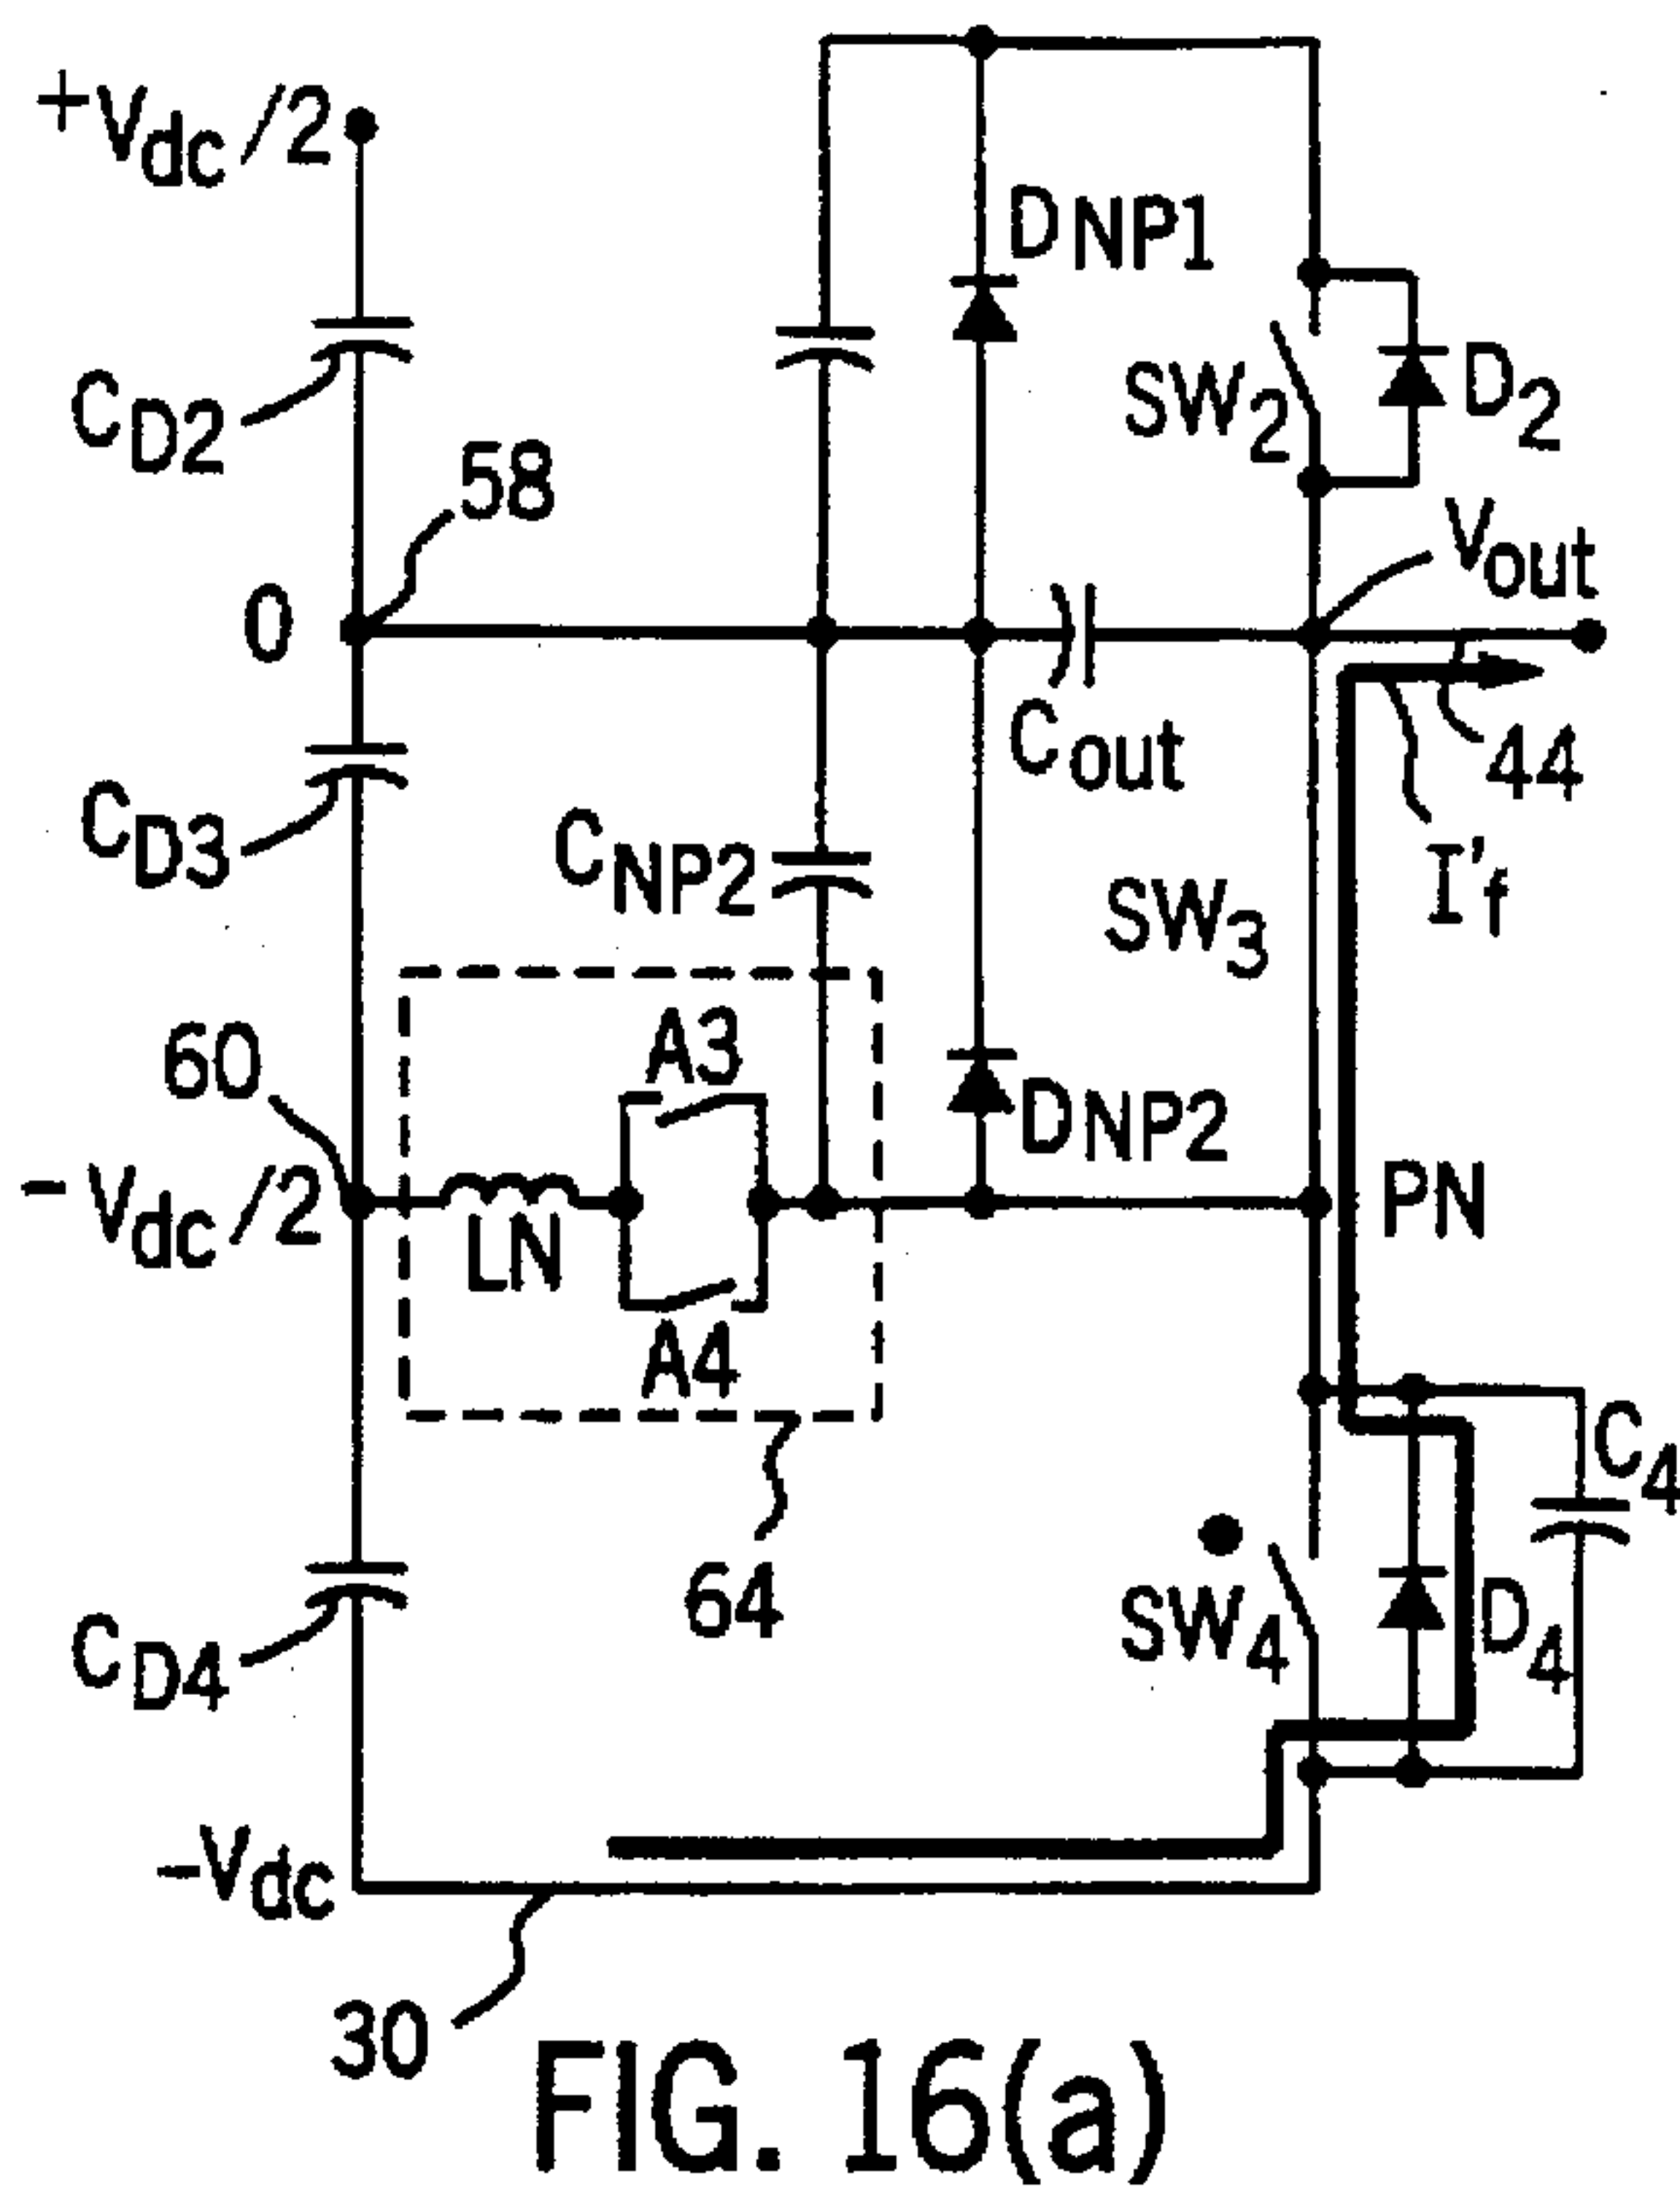 +Vdc/2
DNP1
CD2
SW2
D2
58
Vout
0
Cout
44
CD3
CNP2
SW3
I'f
60
A3
-Vdc/2
LN
DNP2
PN
A4
C4
64
SW4
D4
CD4
-Vdc
30
FIG. 16(a)